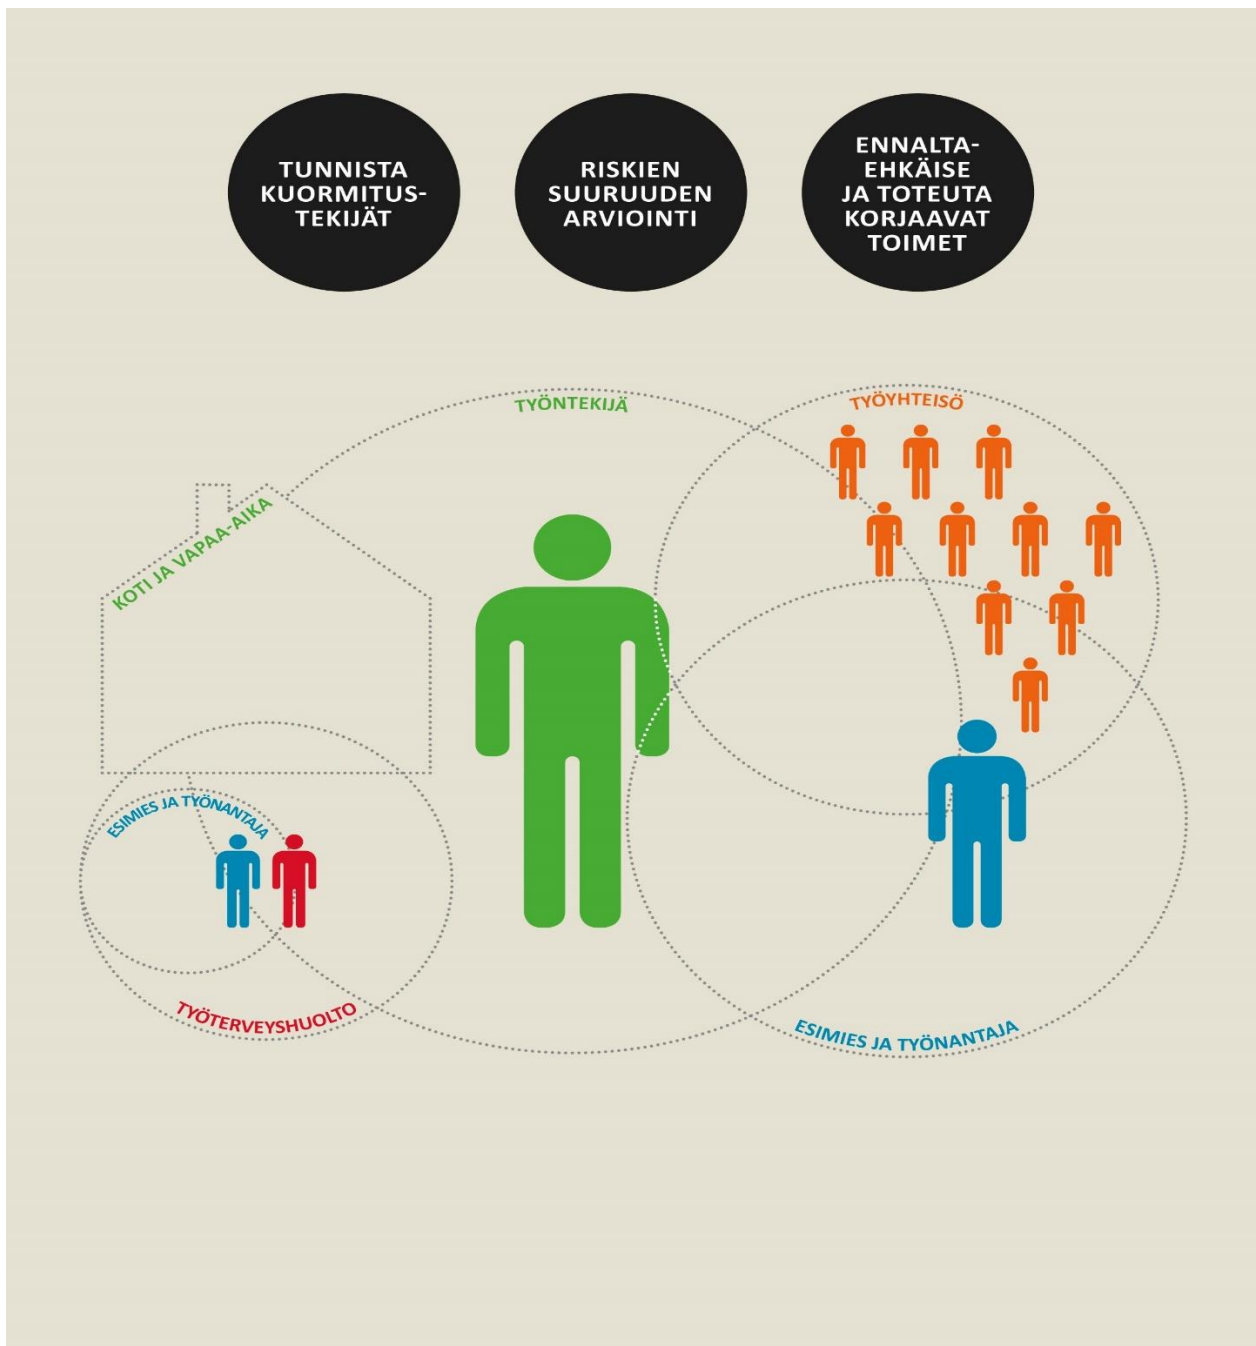 TUNNISTA
KUORMITUS-
TEKIJÄT
RISKIEN
SUURUUDEN
ARVIOINTI
ENNALTA-
EHKÄISE
JA TOTEUTA
KORJAAVAT
TOIMET
TYÖNTEKIJÄ
TYÖYHTEISÖ
KOTI JA VAPAA-AIKA
ESIMIES JA TYÖNANTAJA
TYÖTERVEYSHUOLTO
ESIMIES JA TYÖNANTAJA